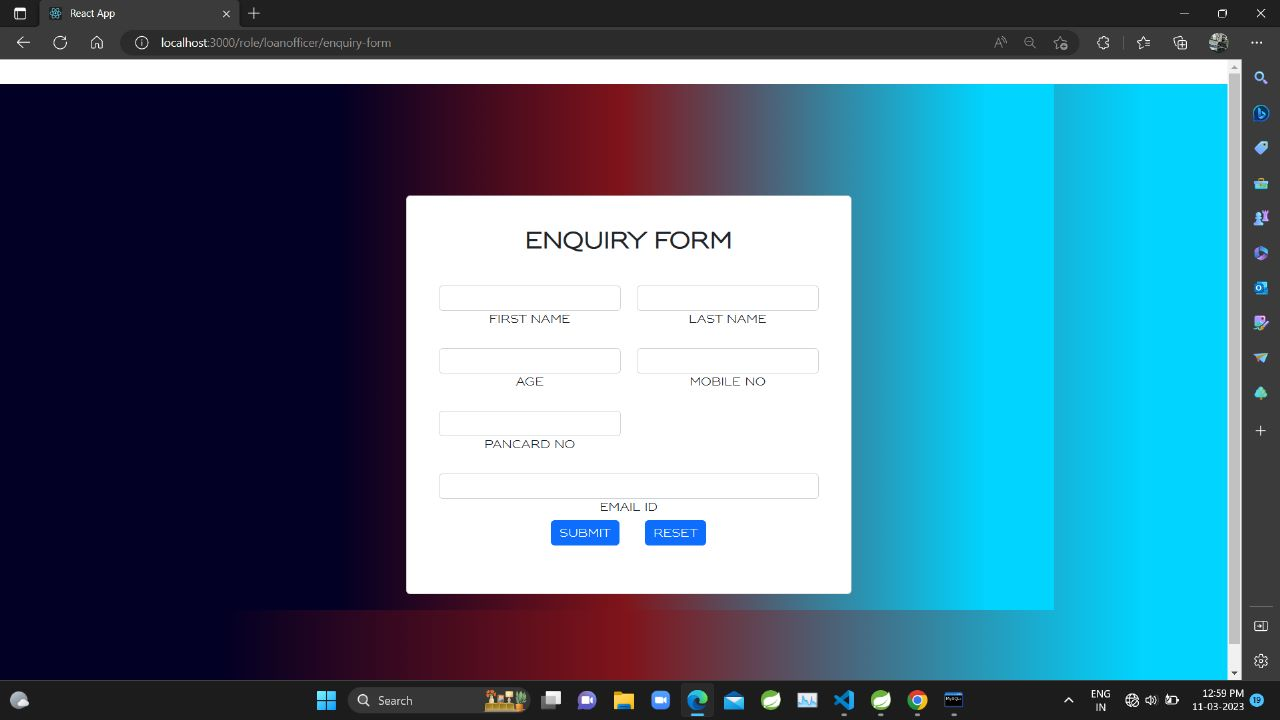 React App
localhost:3000/role/loanofficer/enquiry-form
ENQUIRY FORM
FIRST NAME
LAST NAME
AGE
MOBILE NO
PANCARD NO
EMAIL ID
SUBMIT
RESET
Search
ENG
IN
12:59 PM
11-03-2023
19